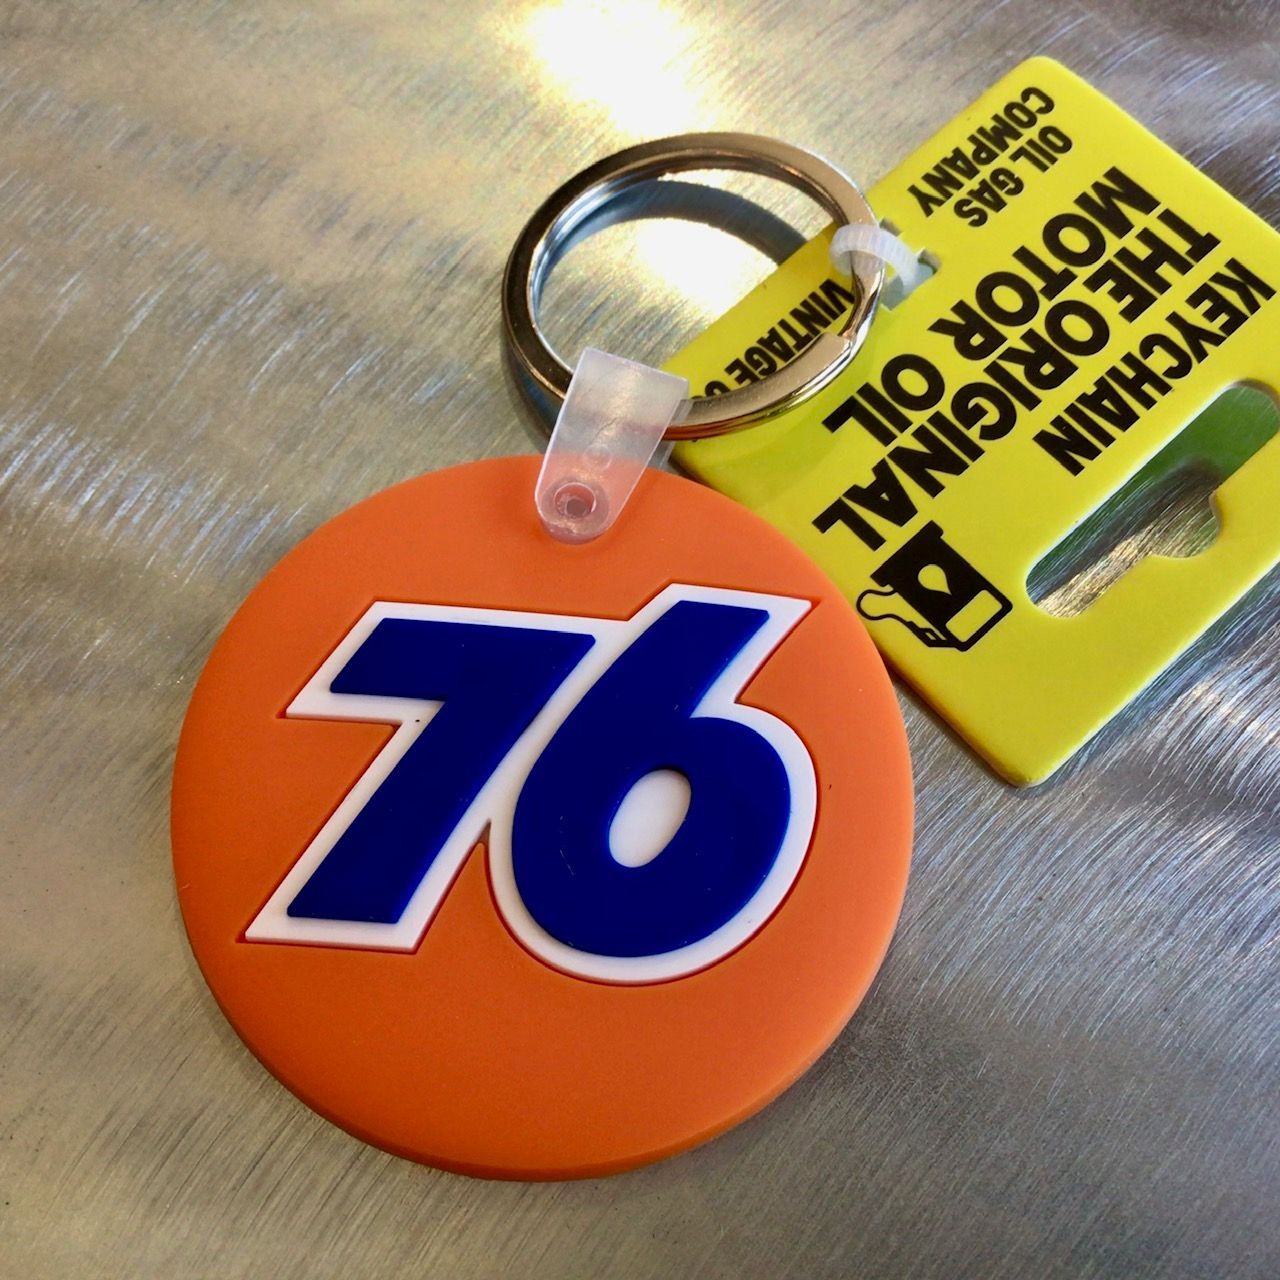 76
OIL GAS
COMPANY
THE ORIGINAL
MOTOR OIL
KEYCHAIN
VINTAGE